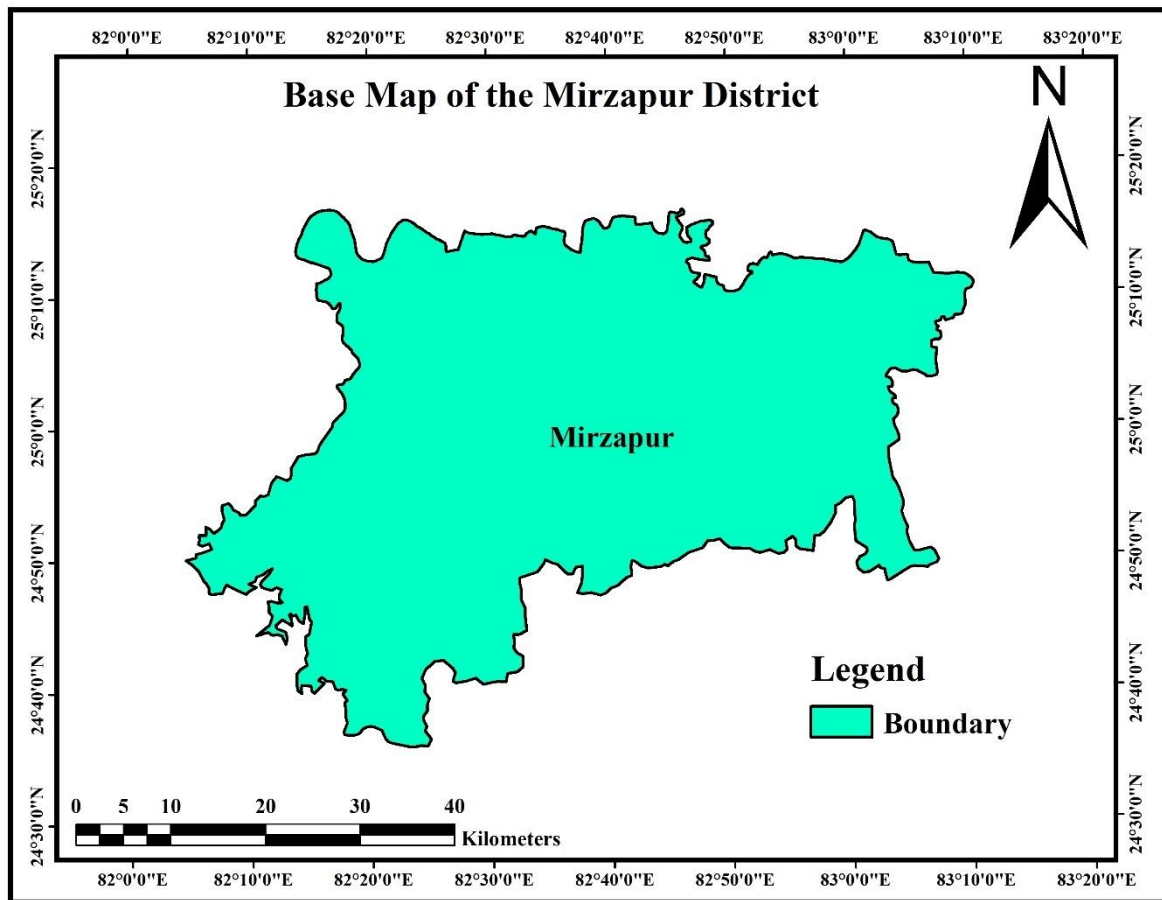 82°0'0"E 82°10'0"E 82°20'0"E 82°30'0"E 82°40'0"E 82°50'0"E 83°0'0"E 83°10'0"E 83°20'0"E
Base Map of the Mirzapur District
N
25°20'0"N
25°10'0"N
25°0'0"N
24°50'0"N
24°40'0"N
24°30'0"N
25°20'0"N
25°10'0"N
25°0'0"N
24°50'0"N
24°40'0"N
24°30'0"N
Mirzapur
Legend
Boundary
0 5 10 20 30 40
Kilometers
82°0'0"E 82°10'0"E 82°20'0"E 82°30'0"E 82°40'0"E 82°50'0"E 83°0'0"E 83°10'0"E 83°20'0"E